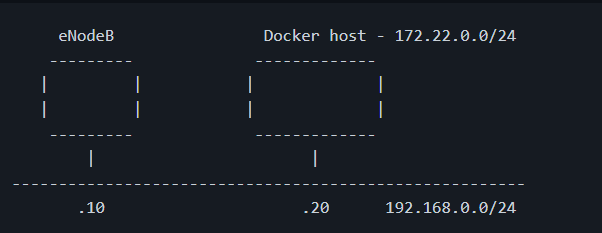 eNodeB Docker host - 172.22.0.0/24
.10 .20 192.168.0.0/24